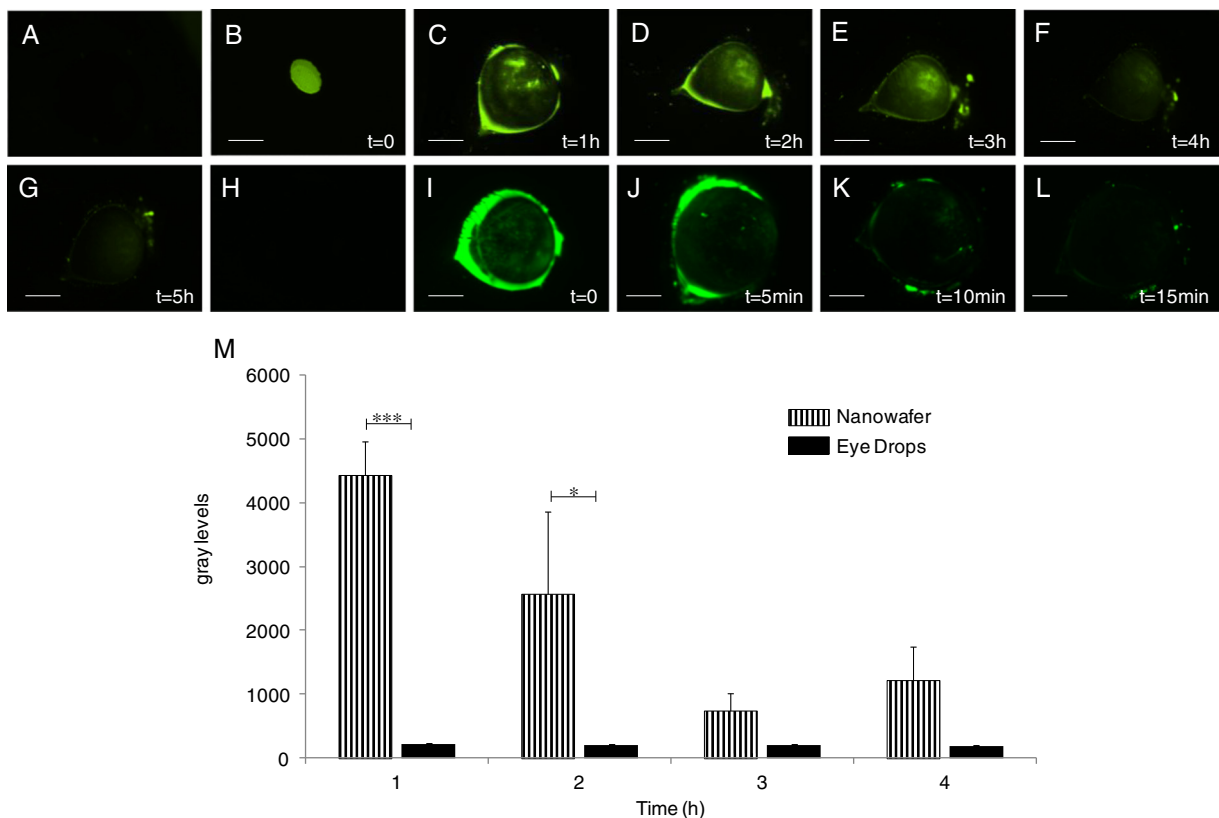 A
B
t=0
C
t=1h
D
t=2h
E
t=3h
F
t=4h
G
t=5h
H
I
t=0
J
t=5min
K
t=10min
L
t=15min
M
6000
5000
4000
3000
2000
1000
0
gray levels
***
*
Nanowafer
Eye Drops
1
2
3
4
Time (h)